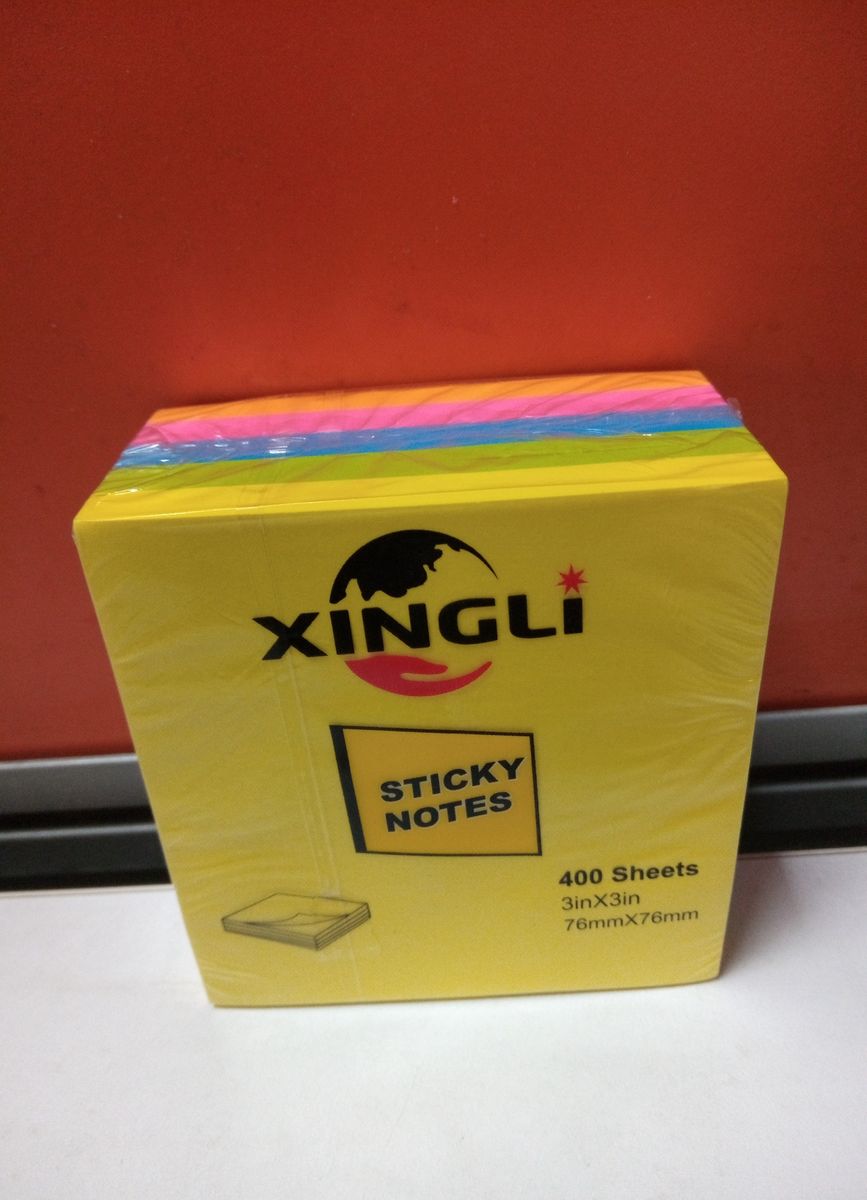 XINGLi
STICKY
NOTES
400 Sheets
3inX3in
76mmX76mm